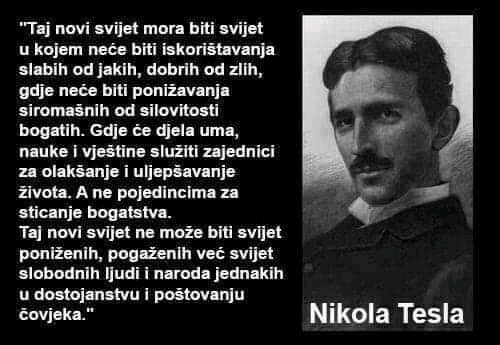 "Taj novi svijet mora biti svijet
u kojem neće biti iskorištavanja
slabih od jakih, dobrih od zlih,
gdje neće biti ponižavanja
siromašnih od silovitosti
bogatih. Gdje če djela uma,
nauke i vještine služiti zajednici
za olakšanje i uljepšavanje
života. A ne pojedincima za
sticanje bogatstva.
Taj novi svijet ne može biti svijet
poniženih, pogaženih već svijet
slobodnih ljudi i naroda jednakih
u dostojanstvu i poštovanju
čovjeka."
Nikola Tesla